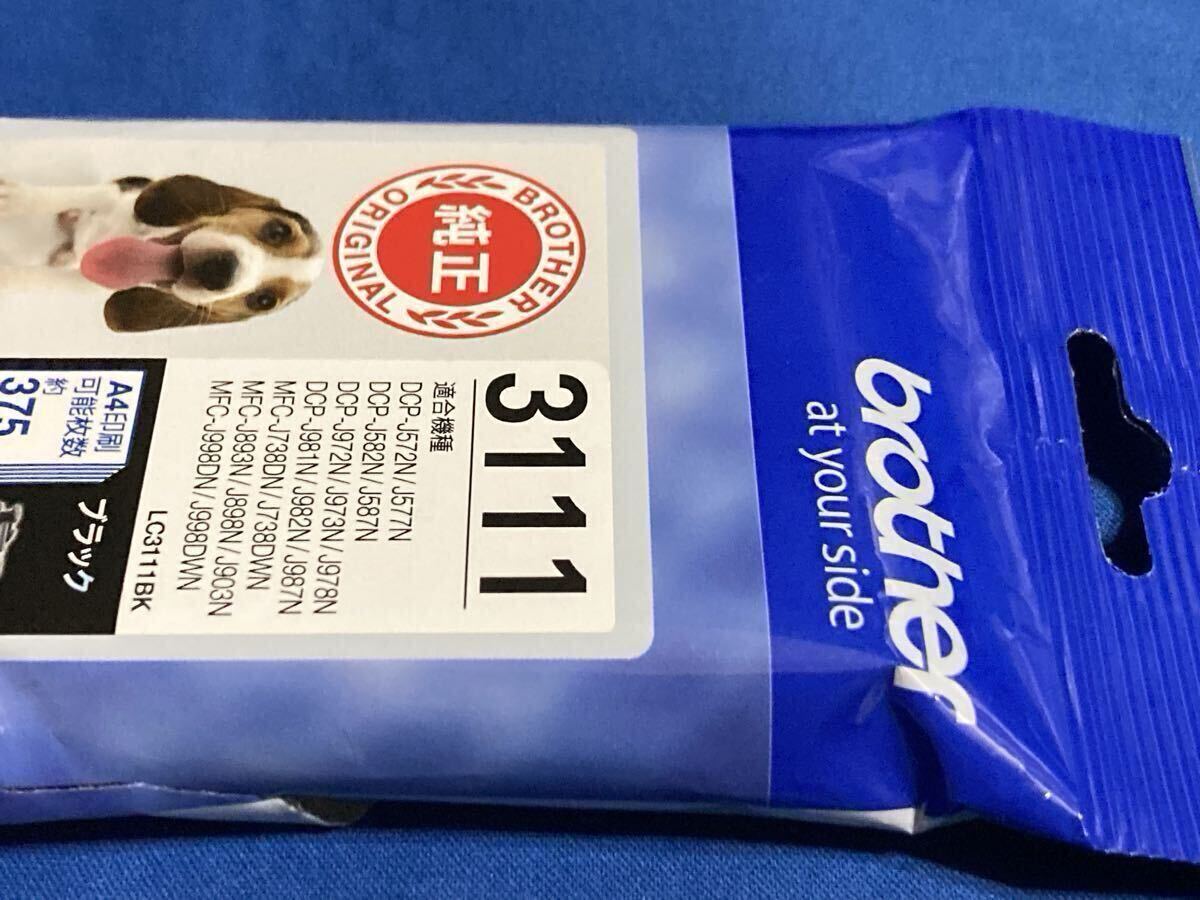 brother
at your side
BROTHER
純正
ORIGINAL
3111
適合機種
DCP-J572N / J577N
DCP-J582N / J587N
DCP-J972N / J973N / J978N
DCP-J981N / J982N / J987N
MFC-J738DN / J738DWN
MFC-J893N / J898N / J903N
MFC-J998DN / J998DWN
LC3111BK
ブラック
A4印刷
可能枚数
約
375